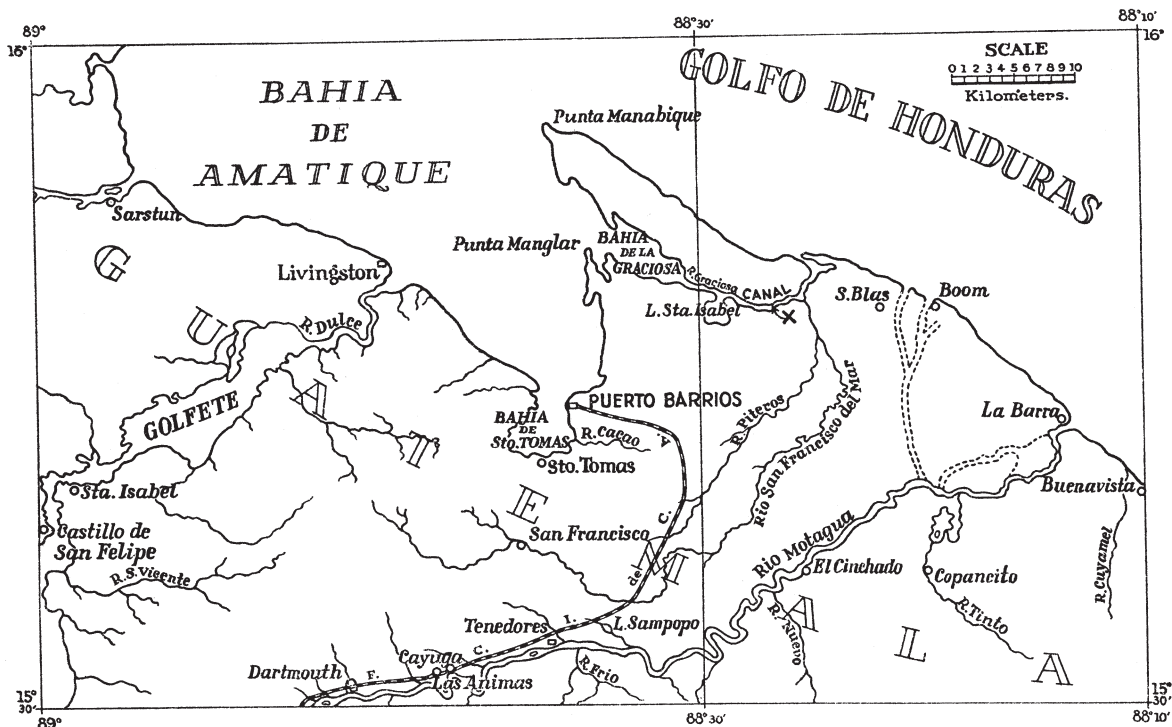 89°
88°30'
88°10'
16°
16°
SCALE
0 1 2 3 4 5 6 7 8 9 10
Kilometers.
BAHIA
DE
AMATIQUE
GOLFO DE HONDURAS
Punta Manabique
Sarstun
Punta Manglar
BAHIA
DE LA
GRACIOSA
R. Graciosa
CANAL
Livingston
L. Sta. Isabel
X
S. Blas
Boom
R. Dulce
GUATEMALA
GOLFETE
PUERTO BARRIOS
BAHIA
DE
Sto. TOMAS
R. Cacao
Sto. Tomas
R. Piteros
Rio San Francisco del Mar
La Barra
Sta. Isabel
Buenavista
Castillo de
San Felipe
San Francisco
Rio Motagua
El Cinchado
Copancito
R. Cuyamel
R. S. Vicente
R. Tinto
R. Nuevo
Tenedores
L. Sampopo
Cayuga
Las Animas
Dartmouth
R. Frio
F. C. I. de C. A.
15°
30'
15°
30'
89°
88°30'
88°10'